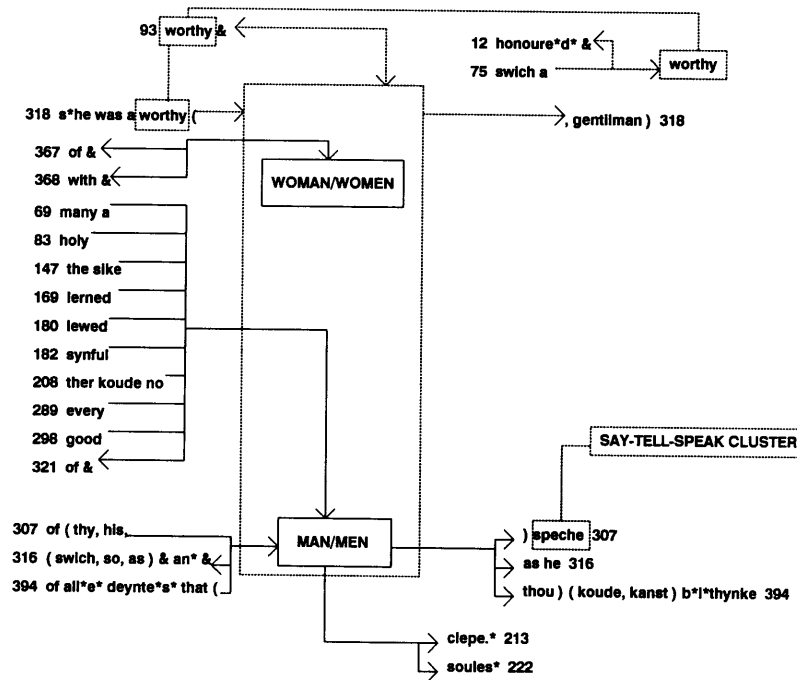 93 worthy &
12 honoure*d* &
75 swich a
worthy
318 s*he was a worthy (
, gentilman ) 318
367 of &
368 with &
WOMAN/WOMEN
69 many a
83 holy
147 the sike
169 lerned
180 lewed
182 synful
208 ther koude no
289 every
298 good
321 of &
SAY-TELL-SPEAK CLUSTER
307 of ( thy, his,
316 ( swich, so, as ) & an* &
394 of all*e* deynte*s* that (
MAN/MEN
) speche 307
as he 316
thou ) ( koude, kanst ) b*i*thynke 394
clepe.* 213
soules* 222